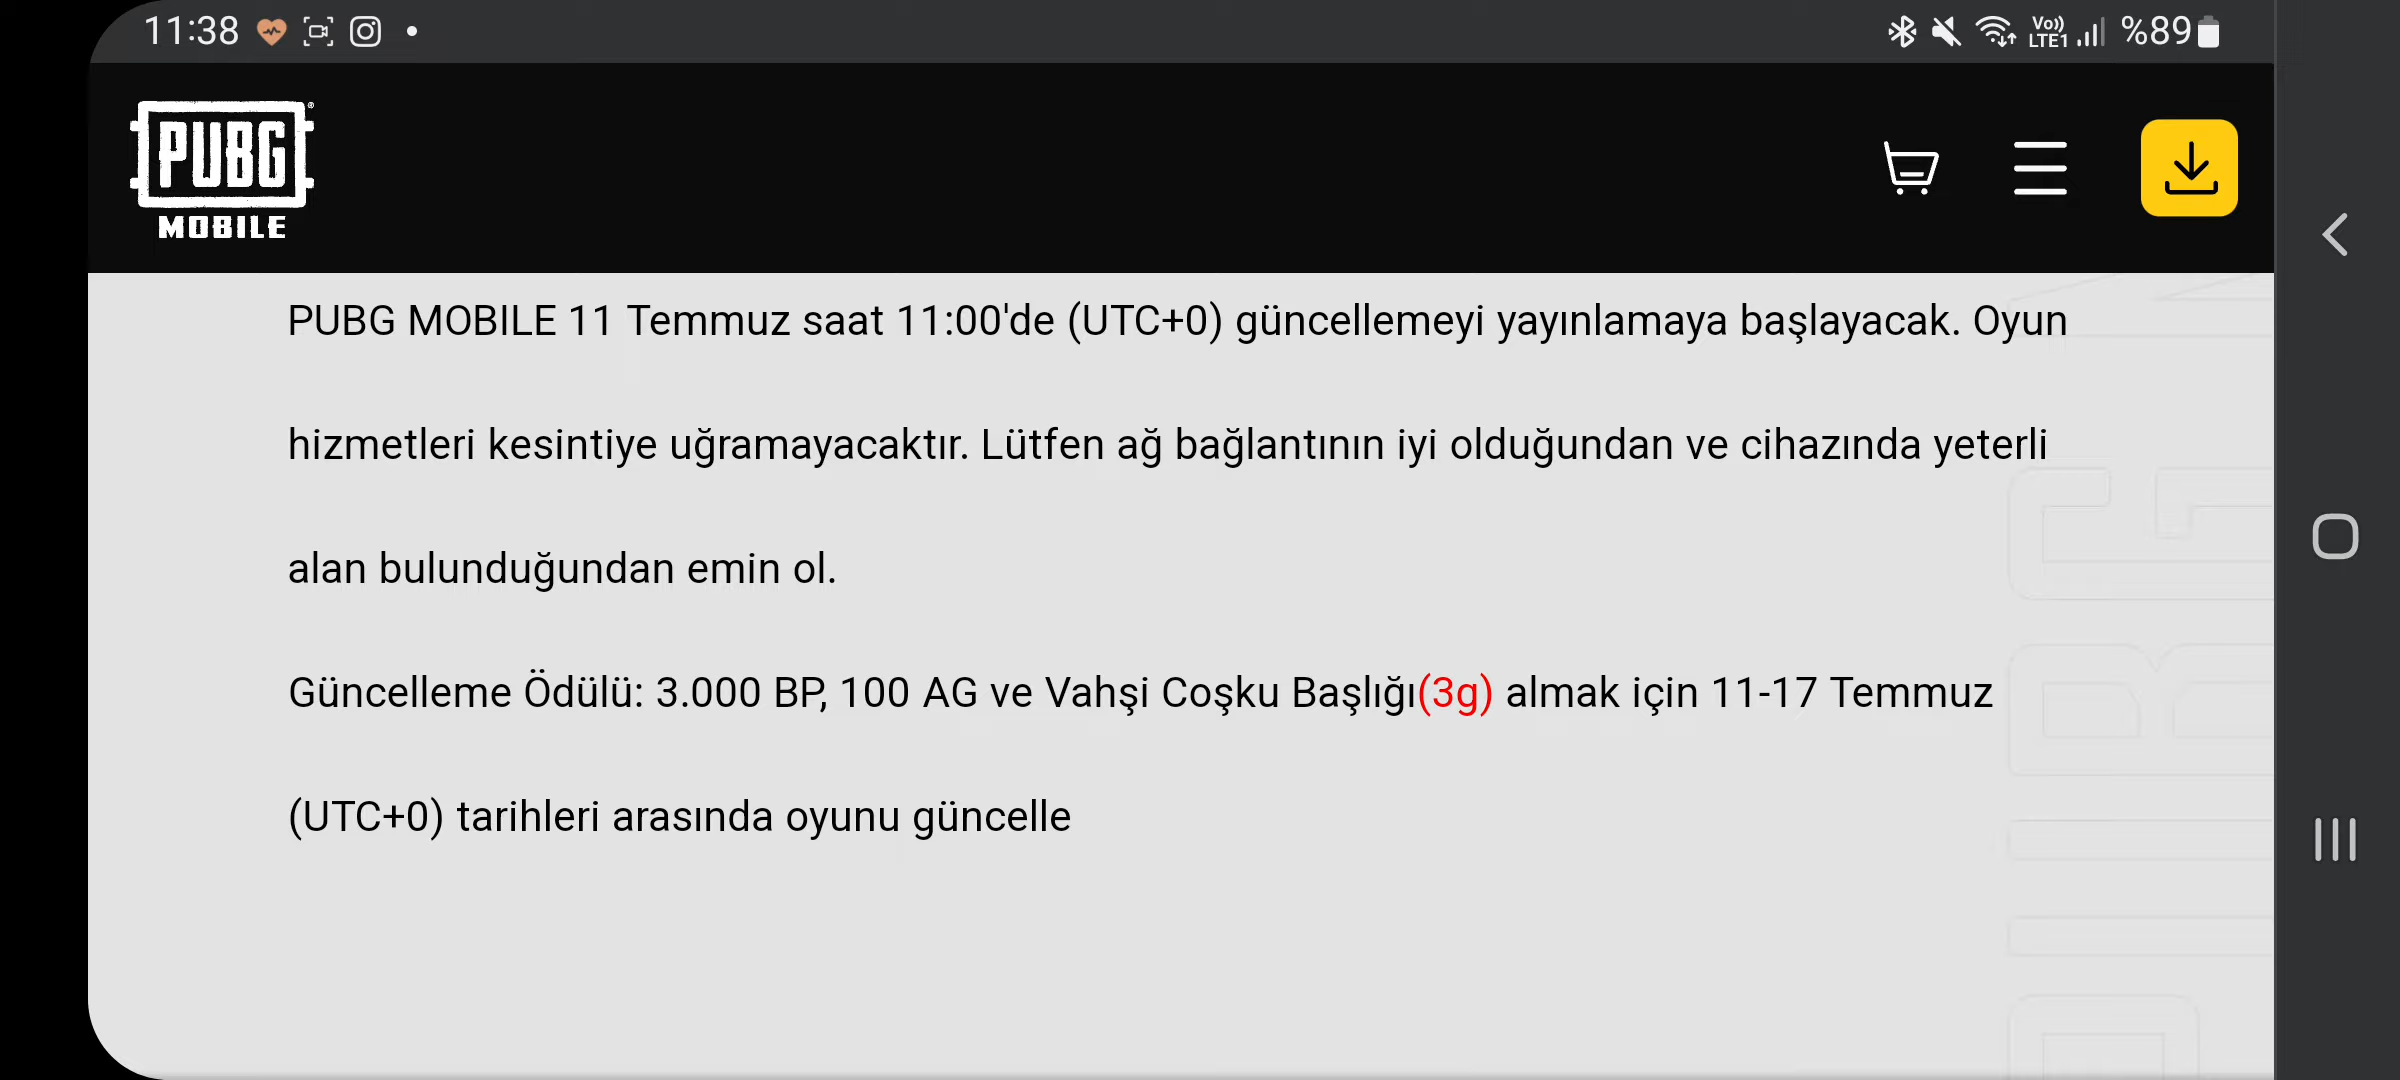 11:38
Vo)) LTE1 %89
PUBG
MOBILE
PUBG MOBILE 11 Temmuz saat 11:00'de (UTC+0) güncellemeyi yayınlamaya başlayacak. Oyun
hizmetleri kesintiye uğramayacaktır. Lütfen ağ bağlantının iyi olduğundan ve cihazında yeterli
alan bulunduğundan emin ol.
Güncelleme Ödülü: 3.000 BP, 100 AG ve Vahşi Coşku Başlığı(3g) almak için 11-17 Temmuz
(UTC+0) tarihleri arasında oyunu güncelle